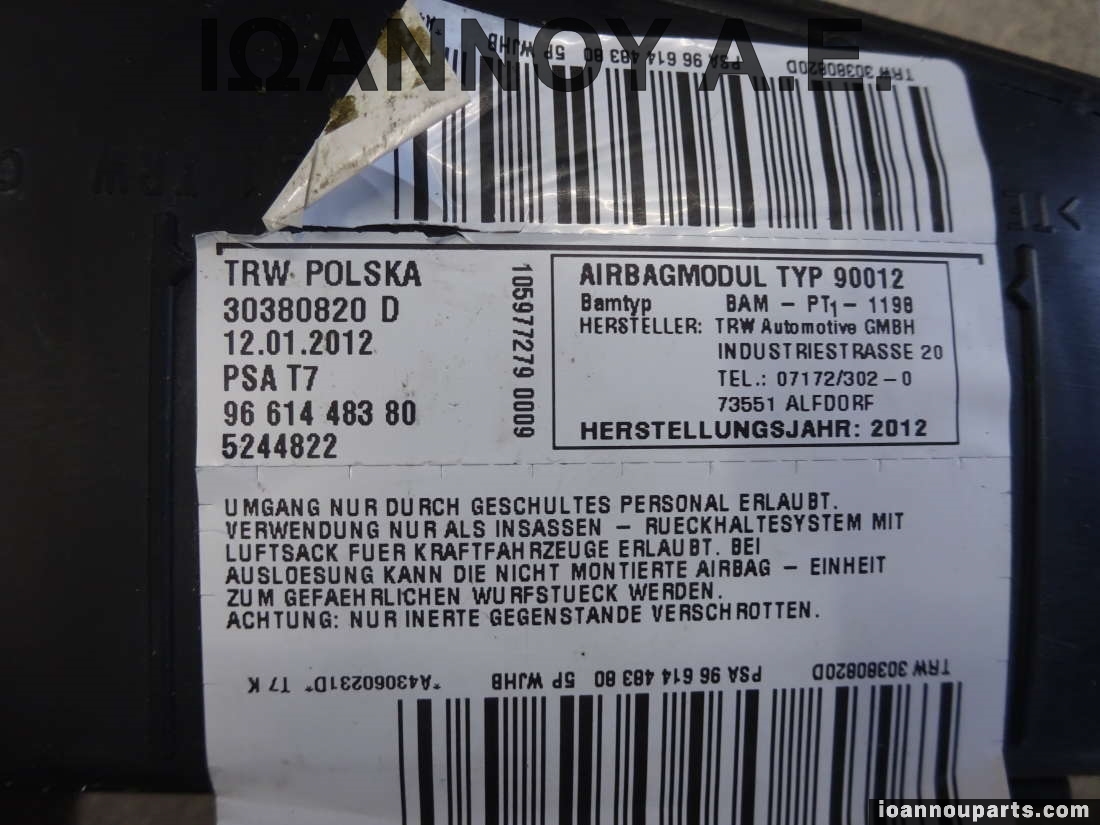 ΙΩΑΝΝΟΥ Α.Ε.
PSA 96 614 483 80 5P WJHB
TRW 30380820D
TRW POLSKA
30380820 D
12.01.2012
PSA T7
96 614 483 80
5244822
1059777279 0009
AIRBAGMODUL TYP 90012
Bamtyp BAM – PT1 – 1198
HERSTELLER: TRW Automotive GMBH
INDUSTRIESTRASSE 20
TEL.: 07172/302-0
73551 ALFDORF
HERSTELLUNGSJAHR: 2012
UMGANG NUR DURCH GESCHULTES PERSONAL ERLAUBT.
VERWENDUNG NUR ALS INSASSEN – RUECKHALTESYSTEM MIT
LUFTSACK FUER KRAFTFAHRZEUGE ERLAUBT. BEI
AUSLOESUNG KANN DIE NICHT MONTIERTE AIRBAG – EINHEIT
ZUM GEFAEHRLICHEN WURFSTUECK WERDEN.
ACHTUNG: NUR INERTE GEGENSTANDE VERSCHROTTEN.
TRW 30380820D
PSA 96 614 483 80 5P WJHB
*A43060231D* T7 K
ioannouparts.com